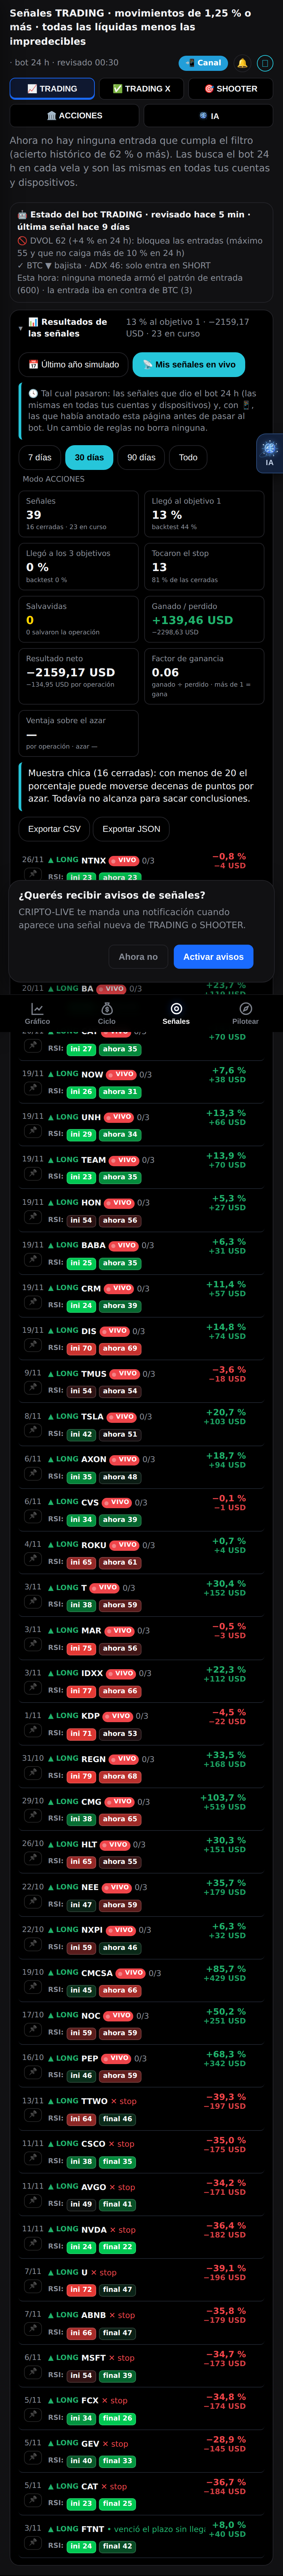 Señales TRADING · movimientos de 1,25 % o
más · todas las líquidas menos las
impredecibles
· bot 24 h · revisado 00:30
📲 Canal
📈 TRADING
✅ TRADING X
🎯 SHOOTER
🏛️ ACCIONES
IA
Ahora no hay ninguna entrada que cumpla el filtro
(acierto histórico de 62 % o más). Las busca el bot 24
h en cada vela y son las mismas en todas tus cuentas
y dispositivos.
🤖 Estado del bot TRADING · revisado hace 5 min ·
última señal hace 9 días
🚫 DVOL 62 (+4 % en 24 h): bloquea las entradas (máximo
55 y que no caiga más de 10 % en 24 h)
✓ BTC ▼ bajista · ADX 46: solo entra en SHORT
Esta hora: ninguna moneda armó el patrón de entrada
(600) · la entrada iba en contra de BTC (3)
▾ 📊 Resultados de
las señales
13 % al objetivo 1 · −2159,17
USD · 23 en curso
📅 Último año simulado
📡 Mis señales en vivo
🕓 Tal cual pasaron: las señales que dio el bot 24 h (las
mismas en todas tus cuentas y dispositivos) y, con 📱,
las que había anotado esta página antes de pasar al
bot. Un cambio de reglas no borra ninguna.
IA
7 días
30 días
90 días
Todo
Modo ACCIONES
Señales
39
16 cerradas · 23 en curso
Llegó al objetivo 1
13 %
backtest 44 %
Llegó a los 3 objetivos
0 %
backtest 0 %
Tocaron el stop
13
81 % de las cerradas
Salvavidas
0
0 salvaron la operación
Ganado / perdido
+139,46 USD
−2298,63 USD
Resultado neto
−2159,17 USD
−134,95 USD por operación
Factor de ganancia
0.06
ganado ÷ perdido · más de 1 =
gana
Ventaja sobre el azar
—
por operación · azar —
Muestra chica (16 cerradas): con menos de 20 el
porcentaje puede moverse decenas de puntos por
azar. Todavía no alcanza para sacar conclusiones.
Exportar CSV
Exportar JSON
26/11 ▲ LONG NTNX VIVO 0/3 −0,8 %
−4 USD
RSI: ini 23 ahora 23
¿Querés recibir avisos de señales?
CRIPTO-LIVE te manda una notificación cuando
aparece una señal nueva de TRADING o SHOOTER.
Ahora no
Activar avisos
20/11 ▲ LONG BA VIVO 0/3 +23,7 %
Gráfico
Ciclo
Señales
Pilotear
+70 USD
RSI: ini 27 ahora 35
19/11 ▲ LONG NOW VIVO 0/3 +7,6 %
+38 USD
RSI: ini 26 ahora 31
19/11 ▲ LONG UNH VIVO 0/3 +13,3 %
+66 USD
RSI: ini 29 ahora 34
19/11 ▲ LONG TEAM VIVO 0/3 +13,9 %
+70 USD
RSI: ini 23 ahora 35
19/11 ▲ LONG HON VIVO 0/3 +5,3 %
+27 USD
RSI: ini 54 ahora 56
19/11 ▲ LONG BABA VIVO 0/3 +6,3 %
+31 USD
RSI: ini 25 ahora 35
19/11 ▲ LONG CRM VIVO 0/3 +11,4 %
+57 USD
RSI: ini 24 ahora 39
19/11 ▲ LONG DIS VIVO 0/3 +14,8 %
+74 USD
RSI: ini 70 ahora 69
9/11 ▲ LONG TMUS VIVO 0/3 −3,6 %
−18 USD
RSI: ini 54 ahora 54
8/11 ▲ LONG TSLA VIVO 0/3 +20,7 %
+103 USD
RSI: ini 42 ahora 51
6/11 ▲ LONG AXON VIVO 0/3 +18,7 %
+94 USD
RSI: ini 35 ahora 48
6/11 ▲ LONG CVS VIVO 0/3 −0,1 %
−1 USD
RSI: ini 34 ahora 39
4/11 ▲ LONG ROKU VIVO 0/3 +0,7 %
+4 USD
RSI: ini 65 ahora 61
3/11 ▲ LONG T VIVO 0/3 +30,4 %
+152 USD
RSI: ini 38 ahora 59
3/11 ▲ LONG MAR VIVO 0/3 −0,5 %
−3 USD
RSI: ini 75 ahora 56
3/11 ▲ LONG IDXX VIVO 0/3 +22,3 %
+112 USD
RSI: ini 77 ahora 66
1/11 ▲ LONG KDP VIVO 0/3 −4,5 %
−22 USD
RSI: ini 71 ahora 53
31/10 ▲ LONG REGN VIVO 0/3 +33,5 %
+168 USD
RSI: ini 79 ahora 68
29/10 ▲ LONG CMG VIVO 0/3 +103,7 %
+519 USD
RSI: ini 38 ahora 65
26/10 ▲ LONG HLT VIVO 0/3 +30,3 %
+151 USD
RSI: ini 65 ahora 55
22/10 ▲ LONG NEE VIVO 0/3 +35,7 %
+179 USD
RSI: ini 47 ahora 59
22/10 ▲ LONG NXPI VIVO 0/3 +6,3 %
+32 USD
RSI: ini 59 ahora 46
19/10 ▲ LONG CMCSA VIVO 0/3 +85,7 %
+429 USD
RSI: ini 45 ahora 66
17/10 ▲ LONG NOC VIVO 0/3 +50,2 %
+251 USD
RSI: ini 59 ahora 59
16/10 ▲ LONG PEP VIVO 0/3 +68,3 %
+342 USD
RSI: ini 46 ahora 59
13/11 ▲ LONG TTWO × stop −39,3 %
−197 USD
RSI: ini 64 final 46
11/11 ▲ LONG CSCO × stop −35,0 %
−175 USD
RSI: ini 38 final 35
11/11 ▲ LONG AVGO × stop −34,2 %
−171 USD
RSI: ini 49 final 41
11/11 ▲ LONG NVDA × stop −36,4 %
−182 USD
RSI: ini 24 final 22
7/11 ▲ LONG U × stop −39,1 %
−196 USD
RSI: ini 72 final 47
7/11 ▲ LONG ABNB × stop −35,8 %
−179 USD
RSI: ini 66 final 47
6/11 ▲ LONG MSFT × stop −34,7 %
−173 USD
RSI: ini 54 final 39
5/11 ▲ LONG FCX × stop −34,8 %
−174 USD
RSI: ini 34 final 26
5/11 ▲ LONG GEV × stop −28,9 %
−145 USD
RSI: ini 40 final 33
5/11 ▲ LONG CAT × stop −36,7 %
−184 USD
RSI: ini 23 final 25
3/11 ▲ LONG FTNT • venció el plazo sin llega +8,0 %
+40 USD
RSI: ini 24 final 42